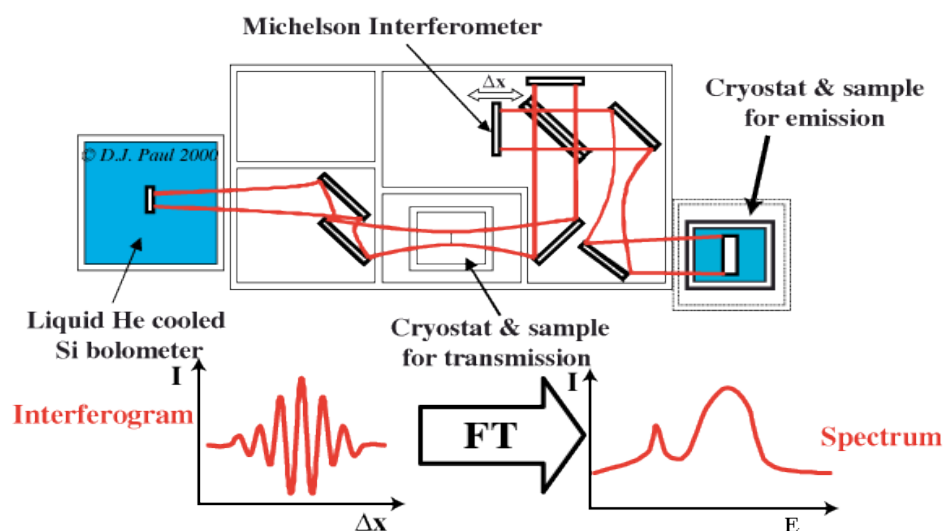 Michelson Interferometer
Δx
Cryostat & sample
for emission
© D.J. Paul 2000
Liquid He cooled
Si bolometer
Cryostat & sample
for transmission
I
Interferogram
Δx
FT
I
Spectrum
E